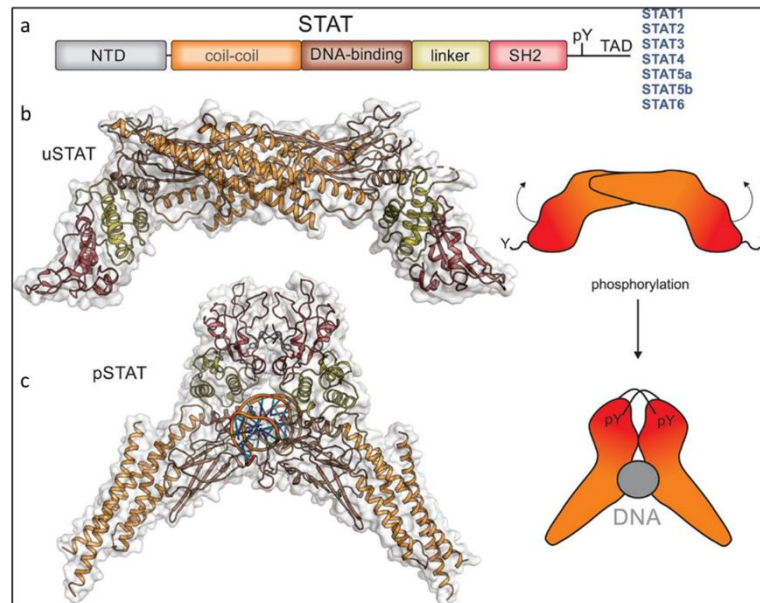 a
STAT
NTD
coil-coil
DNA-binding
linker
SH2
pY
TAD
STAT1
STAT2
STAT3
STAT4
STAT5a
STAT5b
STAT6
b
uSTAT
Y
Y
phosphorylation
c
pSTAT
pY
pY
DNA